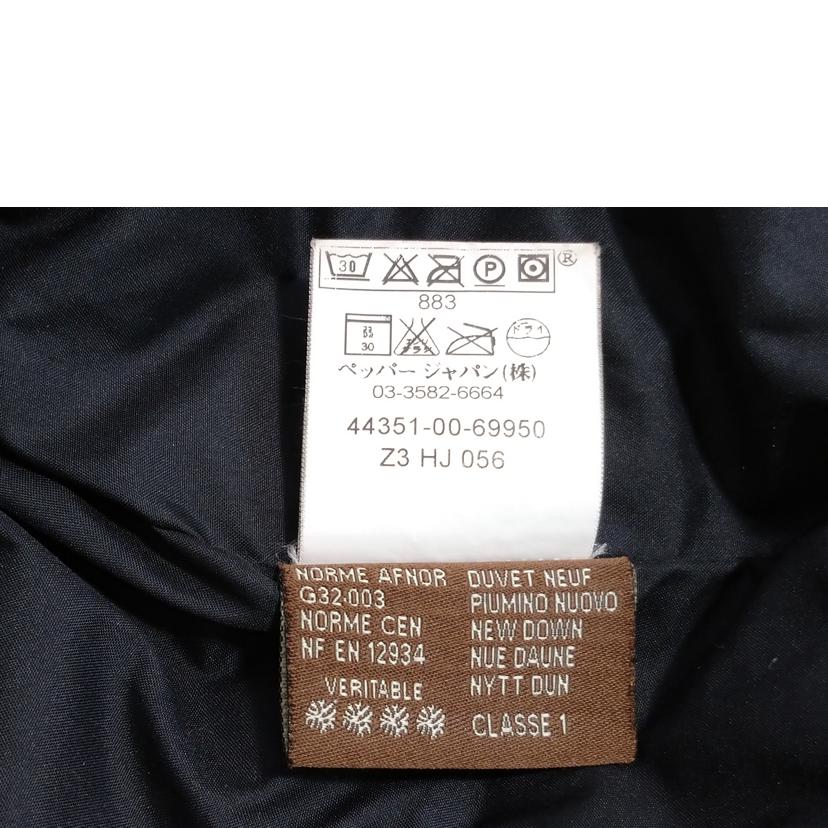 30 P ®
883
30 ドライ
ペッパー ジャパン(株)
03-3582-6664
44351-00-69950
Z3 HJ 056
NORME AFNOR
G32-003
NORME CEN
NF EN 12934
VERITABLE
DUVET NEUF
PIUMINO NUOVO
NEW DOWN
NUE DAUNE
NYTT DUN
CLASSE 1